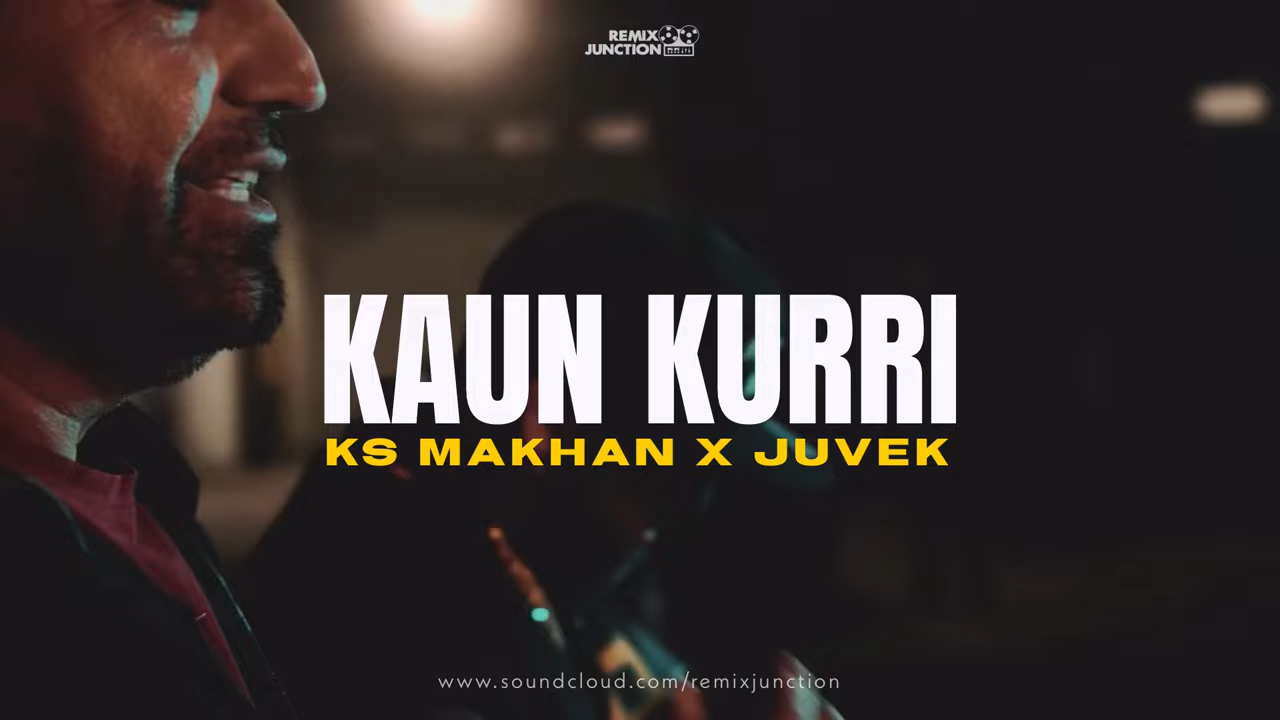 REMIX
JUNCTION
KAUN KURRI
KS MAKHAN X JUVEK
www.soundcloud.com/remixjunction